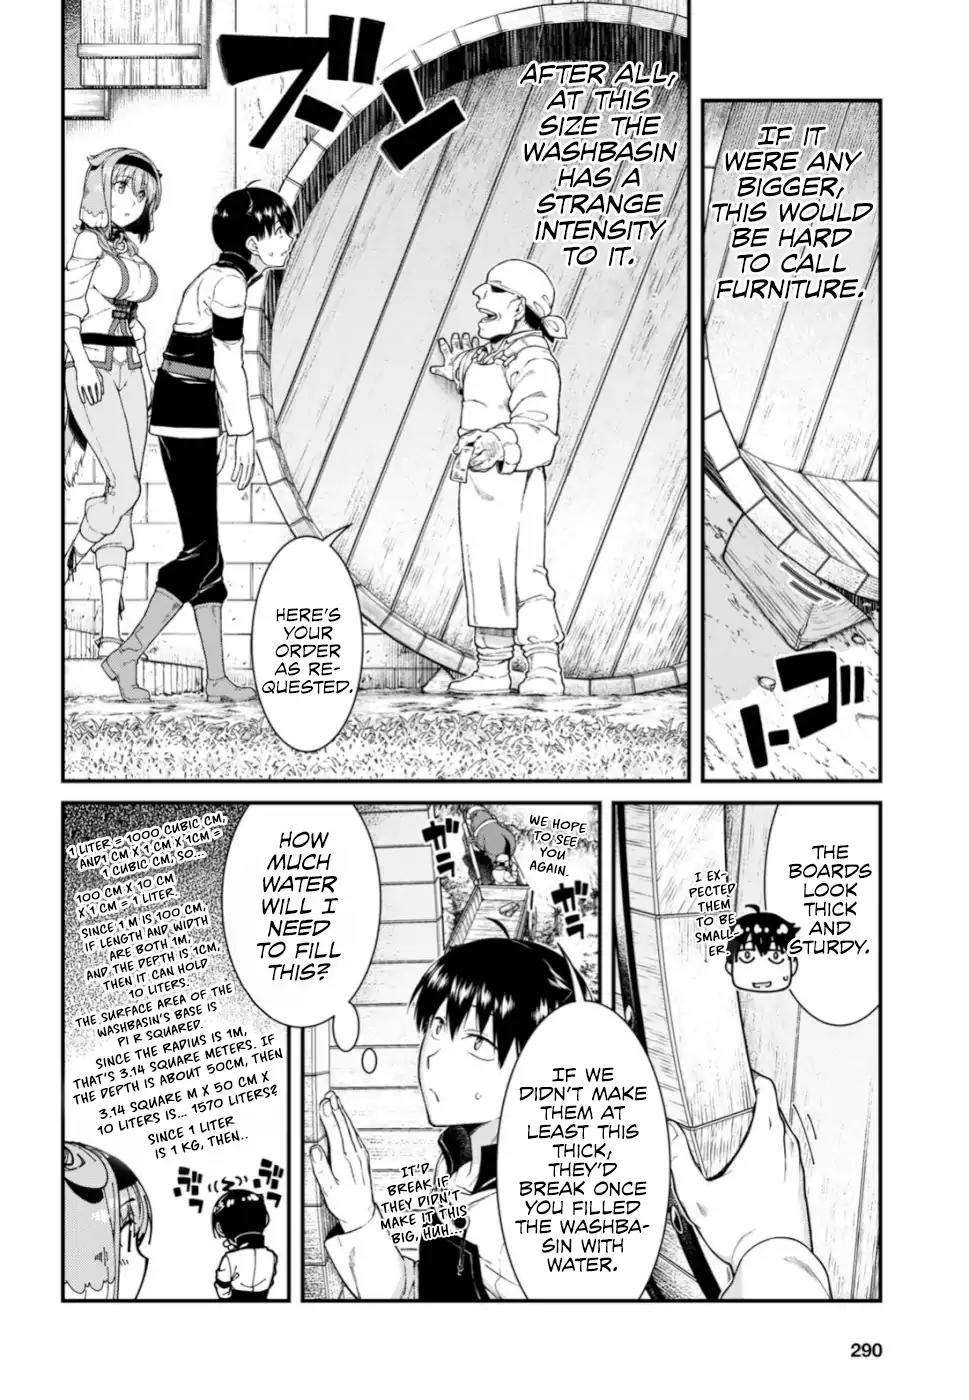 IF IT
WERE ANY
BIGGER,
THIS WOULD
BE HARD
TO CALL
FURNITURE.
ドン
AFTER ALL,
AT THIS
SIZE THE
WASHBASIN
HAS A
STRANGE
INTENSITY
TO IT.
HERE'S
YOUR
ORDER
AS RE-
QUESTED.
THE
BOARDS
LOOK
THICK
AND
STURDY.
I EX-
PECTED
THEM
TO BE
SMALL-
ER.
IF WE
DIDN'T MAKE
THEM AT
LEAST THIS
THICK,
THEY'D
BREAK ONCE
YOU FILLED
THE WASHBA-
SIN WITH
WATER.
WE HOPE
TO SEE
YOU
AGAIN.
IT'D
BREAK IF
THEY DIDN'T
MAKE IT THIS
BIG, HUH...
HOW
MUCH
WATER
WILL I
NEED
TO FILL
THIS?
1 LITER = 1000 CUBIC CM,
AND 1 CM X 1 CM X 1CM =
1 CUBIC CM, SO...
100 CM X 10 CM
X 1 CM = 1 LITER
SINCE 1 M IS 100 CM,
IF LENGTH AND WIDTH
ARE BOTH 1M,
AND THE DEPTH IS 1CM,
THEN IT CAN HOLD
10 LITERS.
THE SURFACE AREA OF THE
WASHBASIN'S BASE IS
PI R SQUARED.
SINCE THE RADIUS IS 1M,
THAT'S 3.14 SQUARE METERS. IF
THE DEPTH IS ABOUT 50CM, THEN
3.14 SQUARE M X 50 CM X
10 LITERS IS... 1570 LITERS?
SINCE 1 LITER
IS 1 KG, THEN..
290